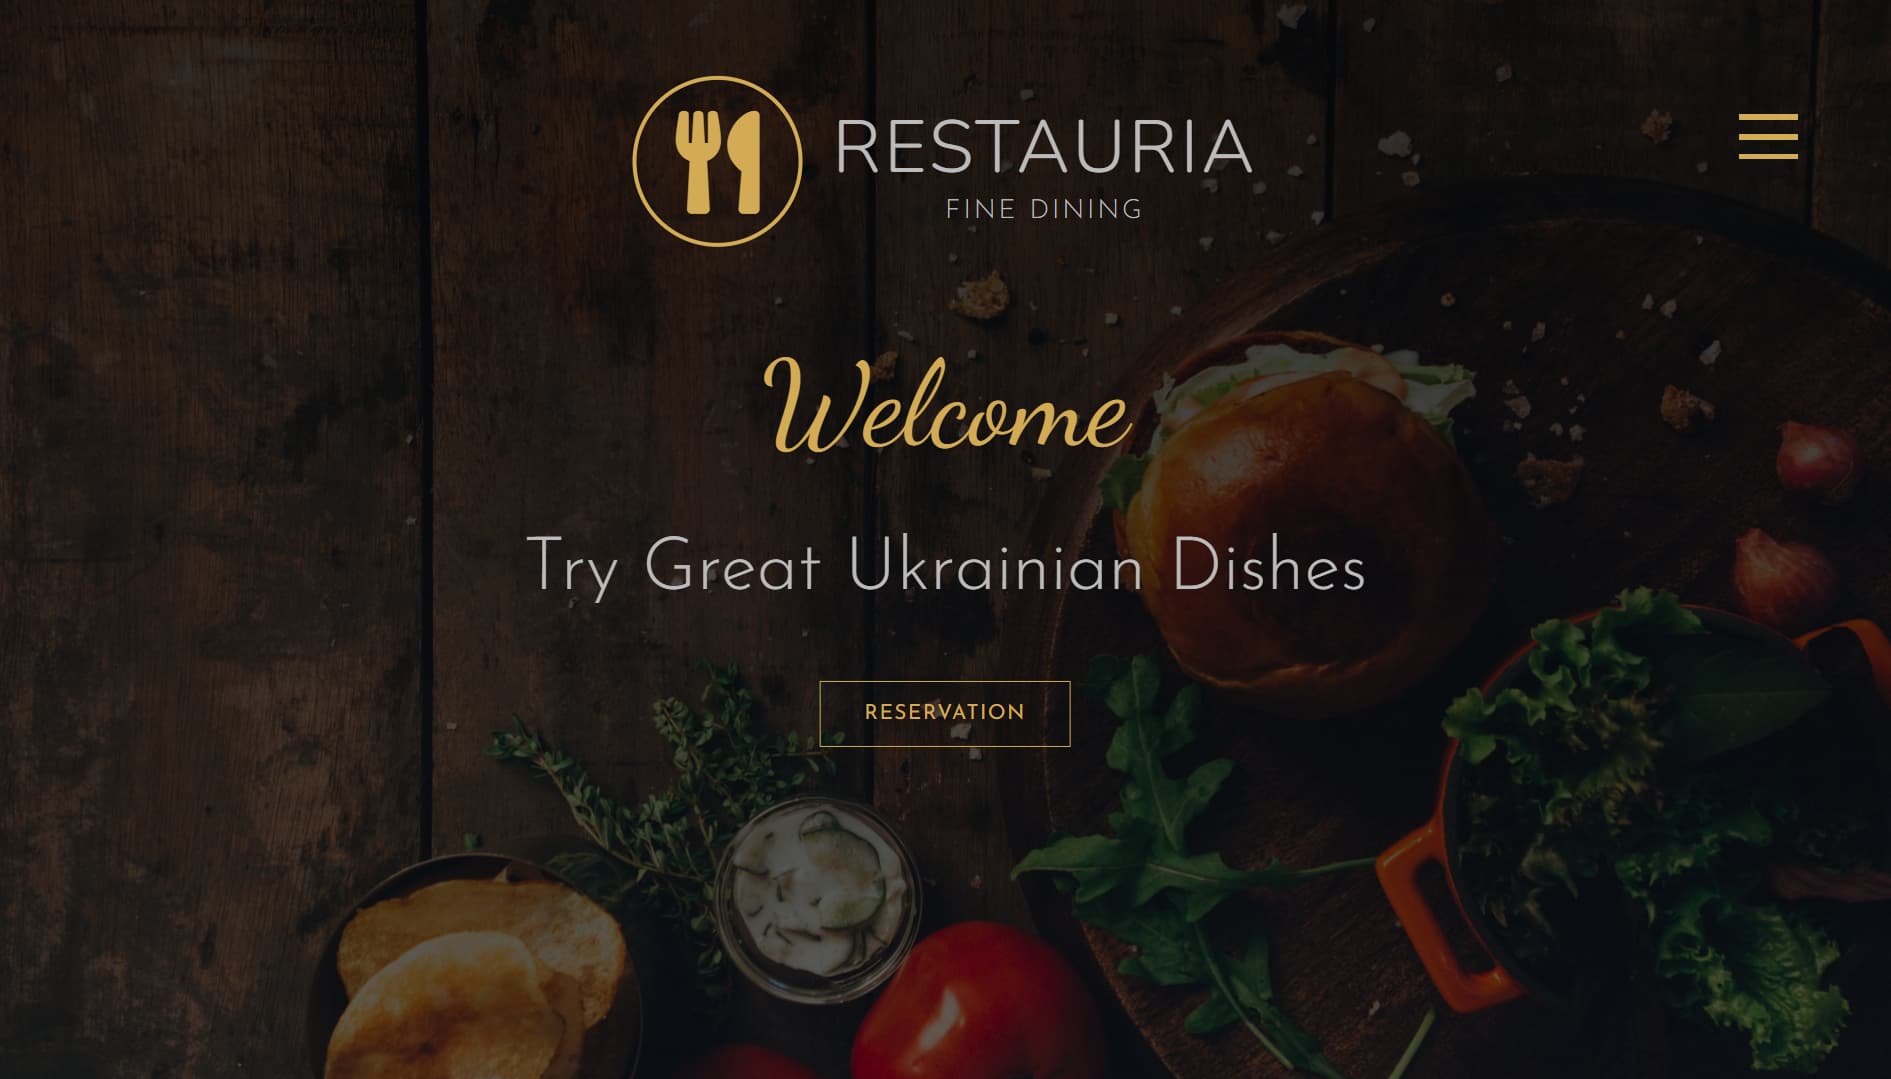 RESTAURIA
FINE DINING
Welcome
Try Great Ukrainian Dishes
RESERVATION